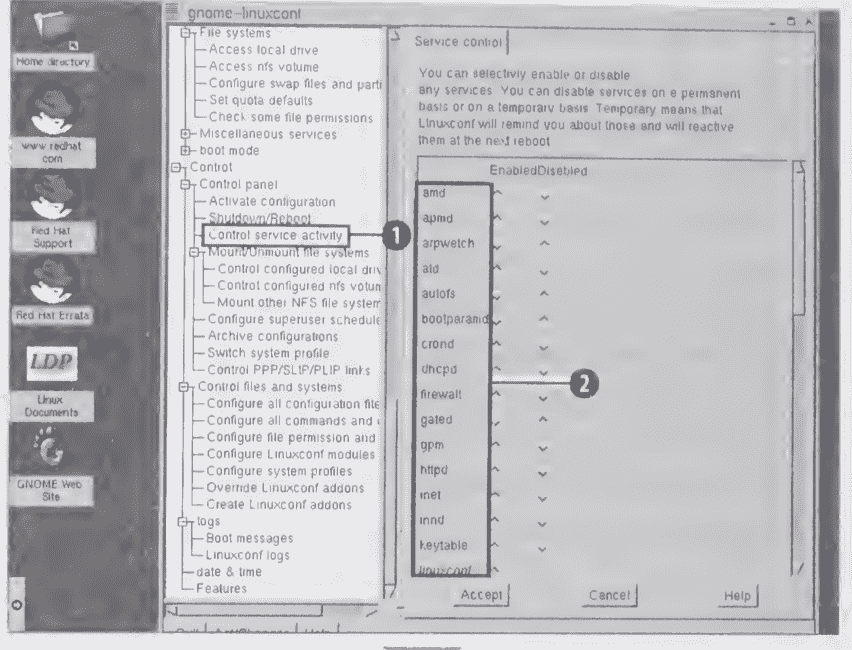 gnome-linuxconf
Home directory
www redhat
com
Red Hat
Support
Red Hat Errata
LDP
Linux
Documents
GNOME Web
Site
File systems
Access local drive
Access nfs volume
Configure swap files and parti
Set quota defaults
Check some file permissions
Miscellaneous services
boot mode
Control
Control panel
Activate configuration
Shutdown/Reboot
Control service activity
Mount/Unmount file systems
Control configured local driv
Control configured nfs volum
Mount other NFS file system
Configure superuser schedule
Archive configurations
Switch system profile
Control PPP/SLIP/PLIP links
Control files and systems
Configure all configuration file
Configure all commands and
Configure file permission and
Configure Linuxconf modules
Configure system profiles
Override Linuxconf addons
Create Linuxconf addons
logs
Boot messages
Linuxconf logs
date & time
Features
1
Service control
You can selectivly enable or disable
any services You can disable services on a permanent
basis or on a temporary basis Temporary means that
Linuxconf will remind you about those and will reactive
them at the next reboot
EnabledDisabled
amd
apmd
arpwatch
atd
autofs
bootparamd
crond
dhcpd
firewall
gated
gpm
httpd
inet
innd
keytable
linuxconf
2
Accept
Cancel
Help